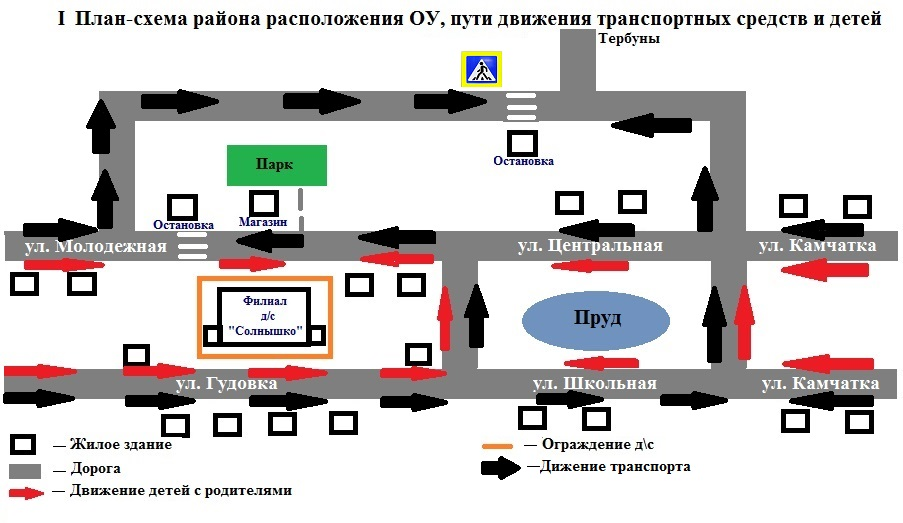 I План-схема района расположения ОУ, пути движения транспортных средств и детей
Тербуны
Парк
Остановка
Остановка
Магазин
ул. Молодежная
ул. Центральная
ул. Камчатка
Филиал
д/с
"Солнышко"
Пруд
ул. Гудовка
ул. Школьная
ул. Камчатка
— Жилое здание
— Дорога
— Движение детей с родителями
— Ограждение д\с
—Дижение транспорта